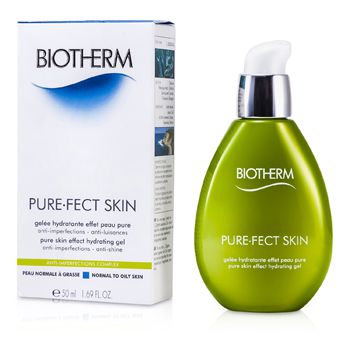 BIOTHERM
PURE·FECT SKIN
gelée hydratante effet peau pure
anti-imperfections - anti-luisances
pure skin effect hydrating gel
anti-imperfections - anti-shine
ANTI-IMPERFECTIONS COMPLEX
PEAU NORMALE À GRASSE NORMAL TO OILY SKIN
℮ 50 ml 1.69 FL. OZ.
BIOTHERM
PURE·FECT SKIN
gelée hydratante effet peau pure
pure skin effect hydrating gel